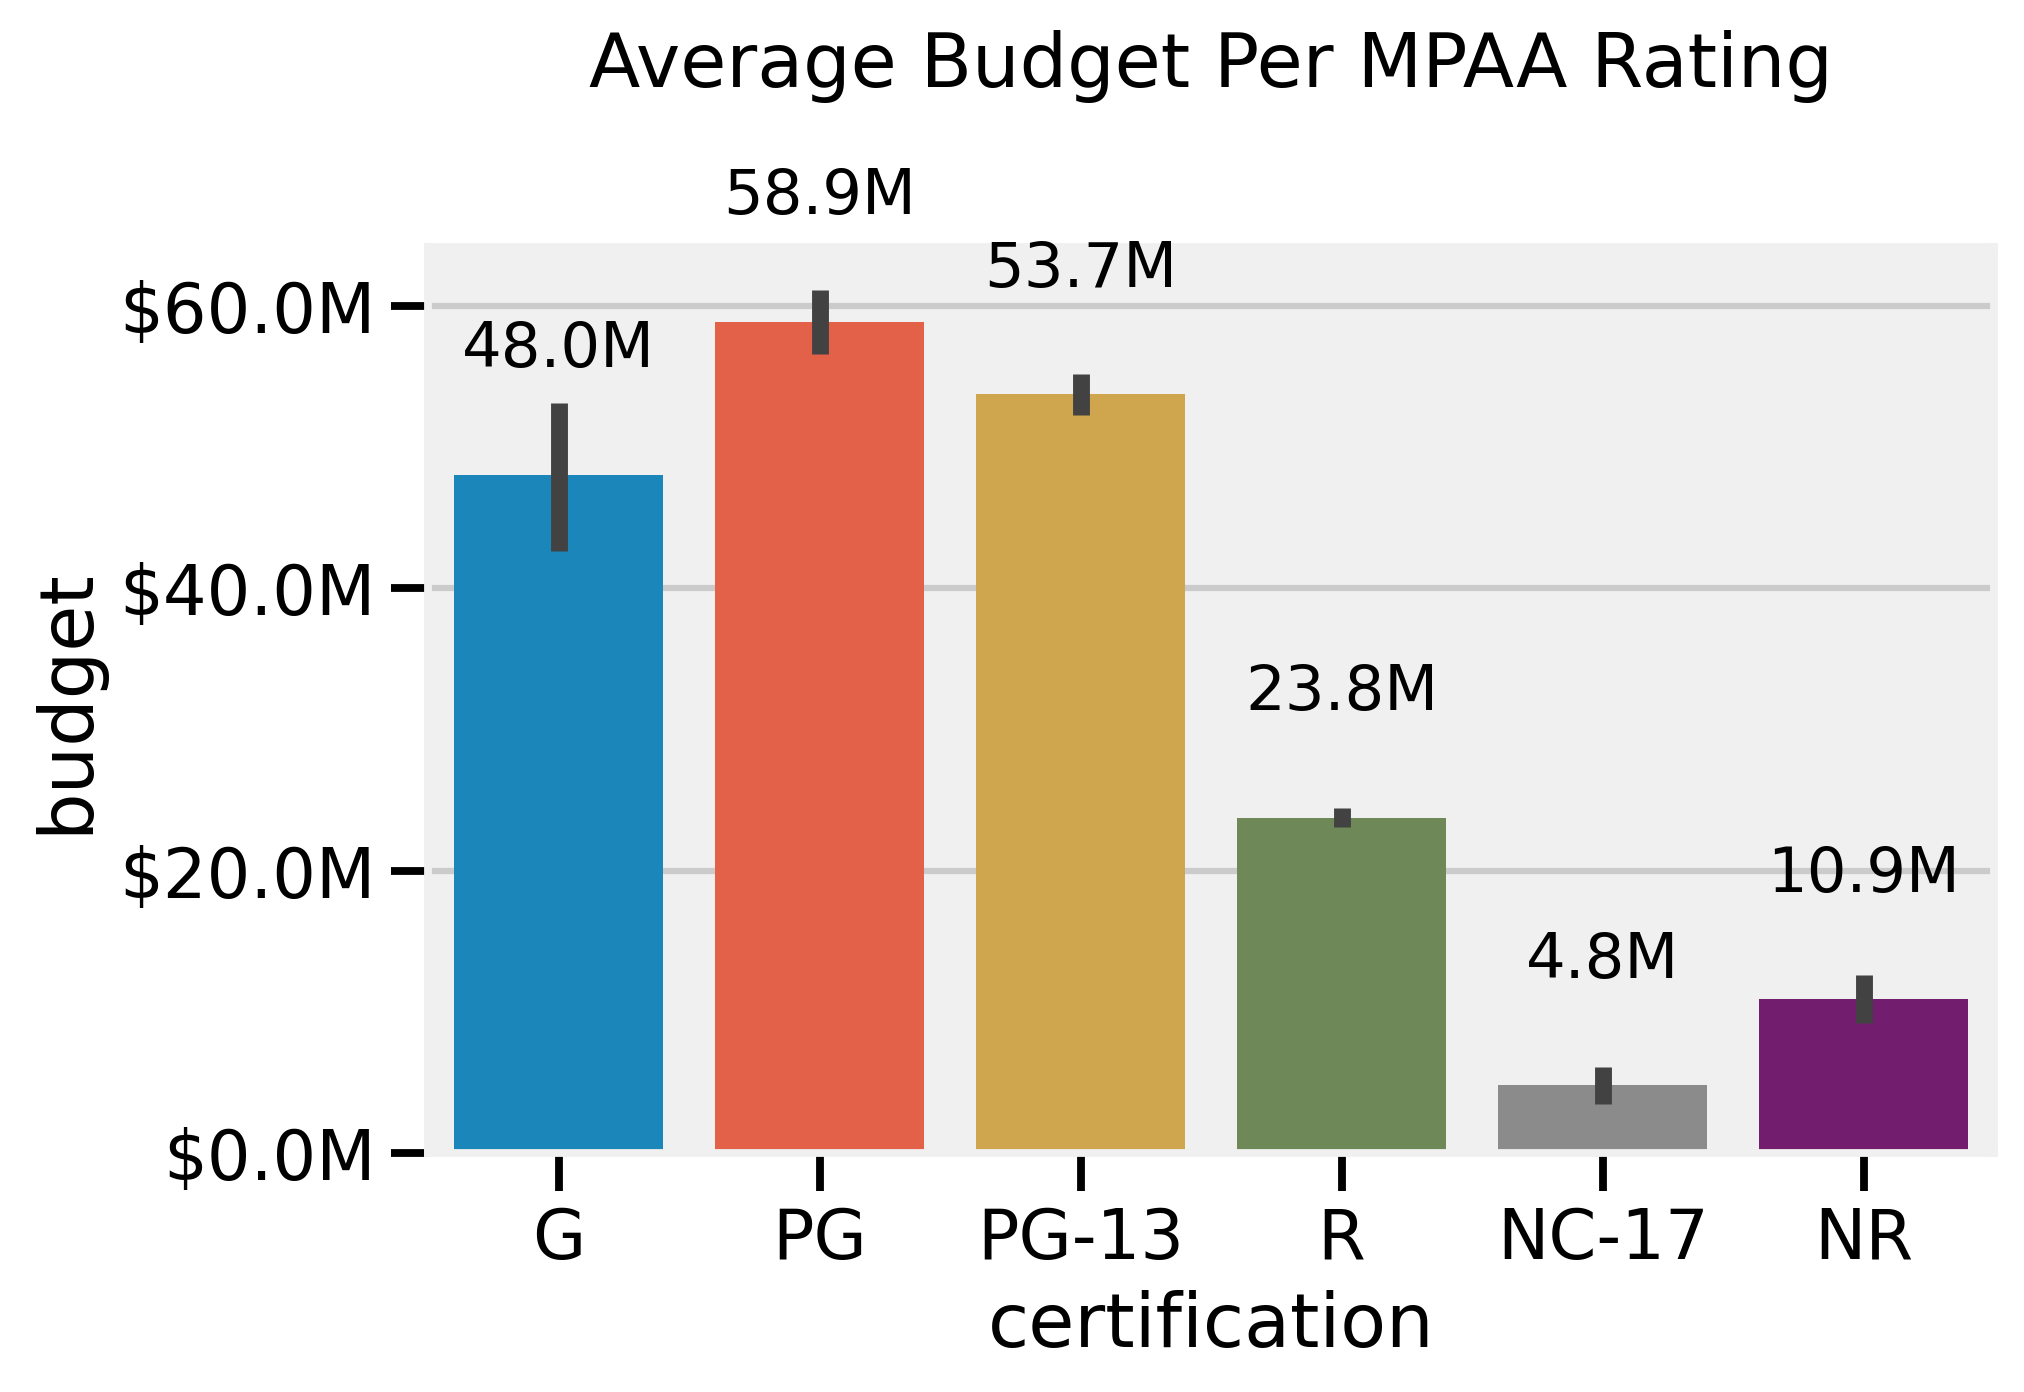 Average Budget Per MPAA Rating
58.9M
53.7M
48.0M
23.8M
10.9M
4.8M
$60.0M
$40.0M
$20.0M
$0.0M
budget
G PG PG-13 R NC-17 NR
certification